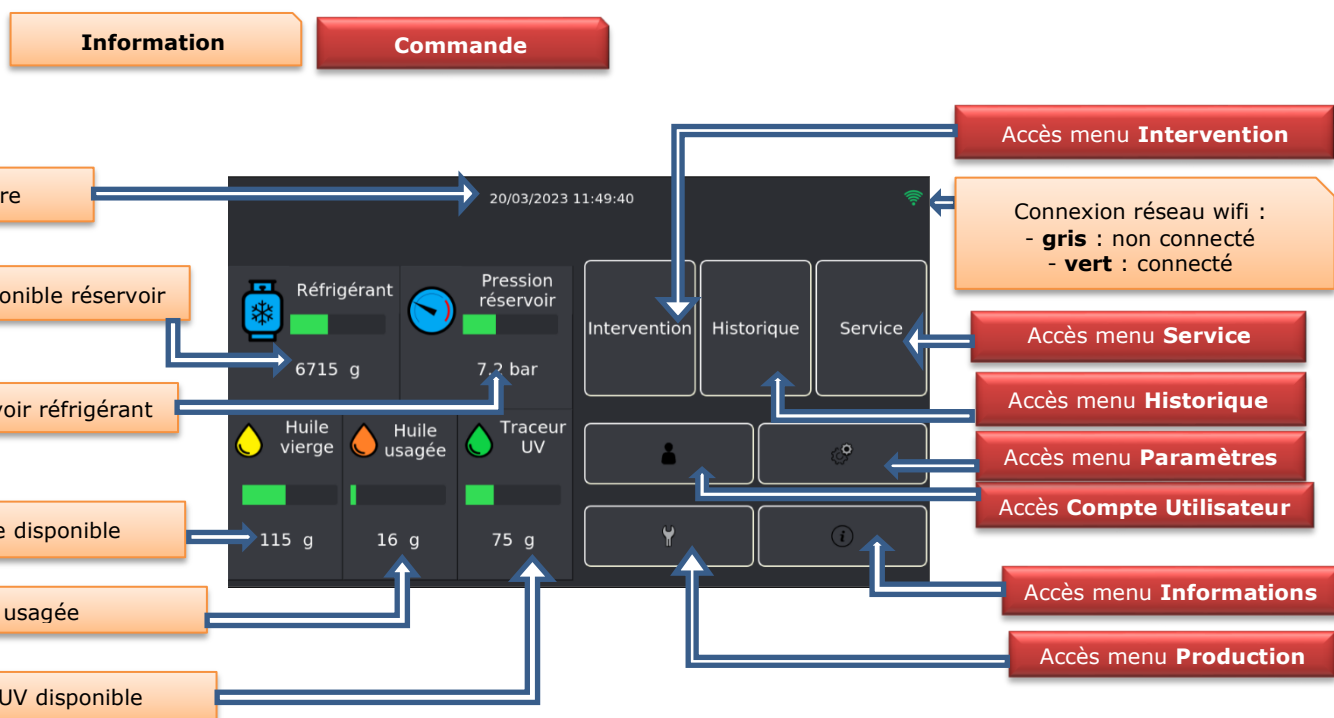 Information
Commande
Accès menu Intervention
re
20/03/2023 11:49:40
Connexion réseau wifi :
- gris : non connecté
- vert : connecté
onible réservoir
Réfrigérant
6715 g
Pression
réservoir
7.2 bar
Intervention
Historique
Service
Accès menu Service
voir réfrigérant
Accès menu Historique
Huile
vierge
Huile
usagée
Traceur
UV
Accès menu Paramètres
Accès Compte Utilisateur
e disponible
115 g
16 g
75 g
i
usagée
Accès menu Informations
Accès menu Production
UV disponible